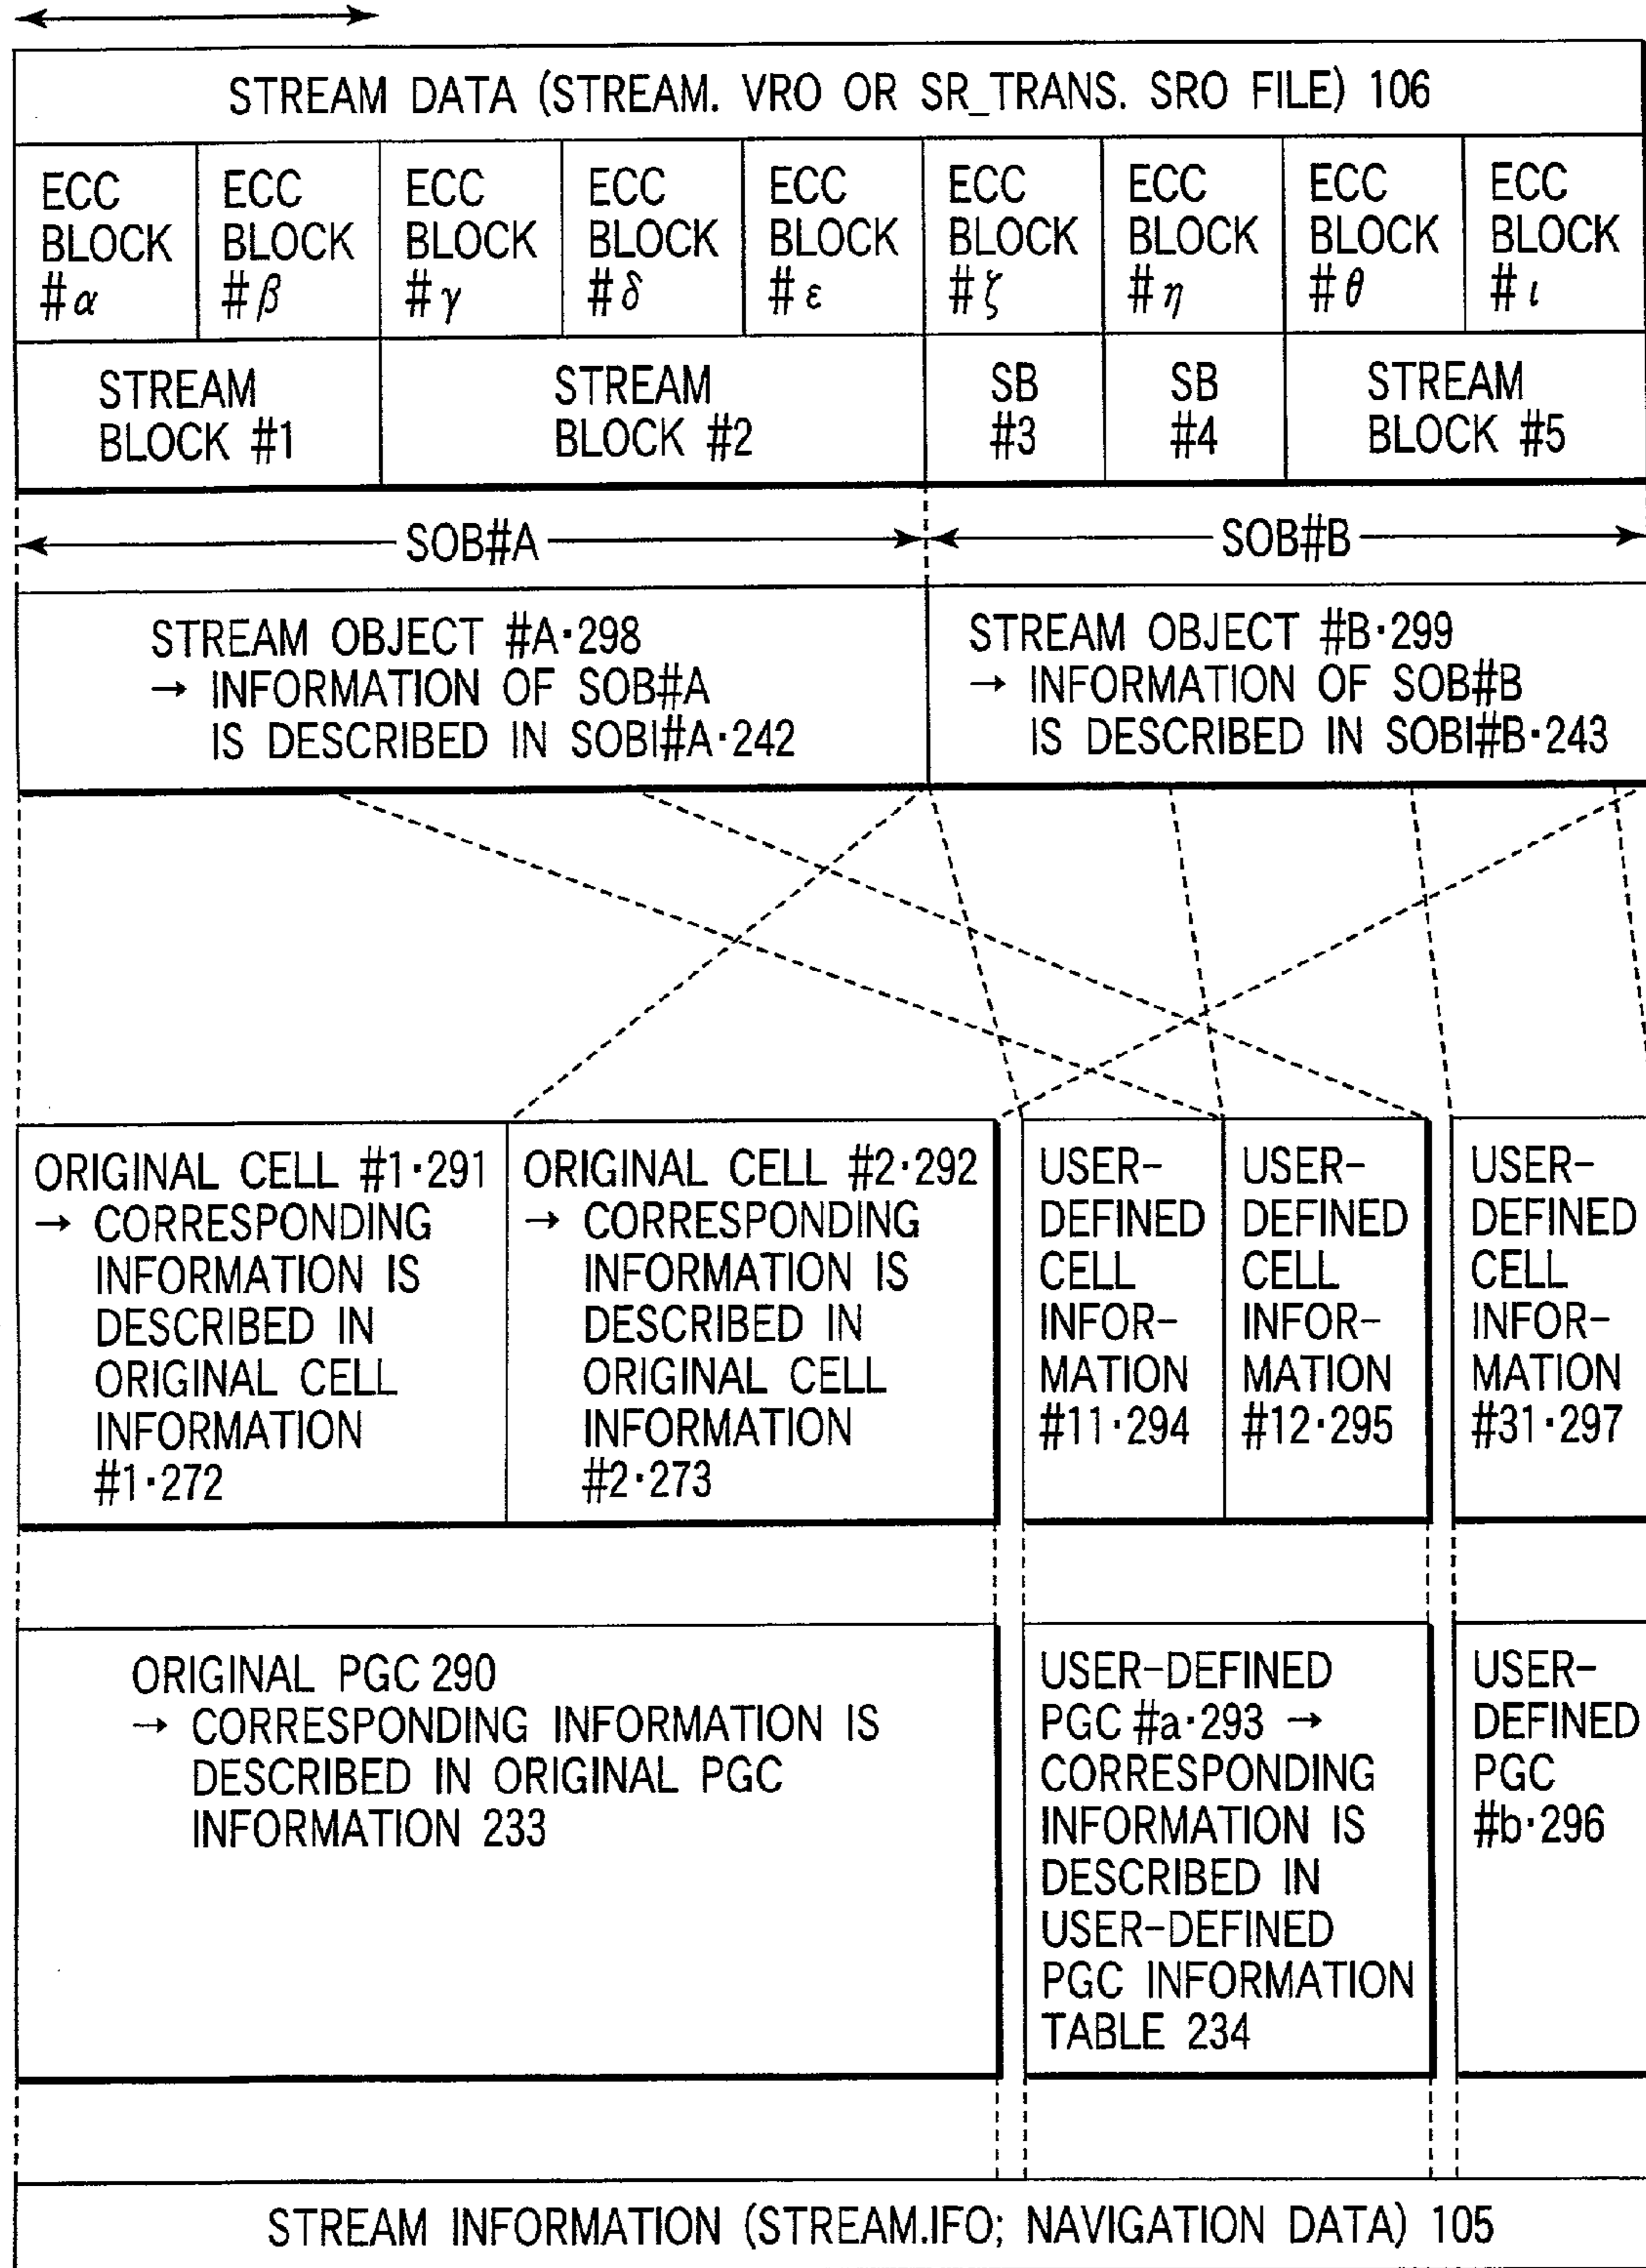 STREAM DATA (STREAM. VRO OR SR_TRANS. SRO FILE) 106
ECC
BLOCK
#α
ECC
BLOCK
#β
ECC
BLOCK
#γ
ECC
BLOCK
#δ
ECC
BLOCK
#ε
ECC
BLOCK
#ζ
ECC
BLOCK
#η
ECC
BLOCK
#θ
ECC
BLOCK
#ι
STREAM
BLOCK #1
STREAM
BLOCK #2
SB
#3
SB
#4
STREAM
BLOCK #5
SOB#A
SOB#B
STREAM OBJECT #A·298
→ INFORMATION OF SOB#A
IS DESCRIBED IN SOBI#A·242
STREAM OBJECT #B·299
→ INFORMATION OF SOB#B
IS DESCRIBED IN SOBI#B·243
ORIGINAL CELL #1·291
→ CORRESPONDING
INFORMATION IS
DESCRIBED IN
ORIGINAL CELL
INFORMATION
#1·272
ORIGINAL CELL #2·292
→ CORRESPONDING
INFORMATION IS
DESCRIBED IN
ORIGINAL CELL
INFORMATION
#2·273
USER-
DEFINED
CELL
INFOR-
MATION
#11·294
USER-
DEFINED
CELL
INFOR-
MATION
#12·295
USER-
DEFINED
CELL
INFOR-
MATION
#31·297
ORIGINAL PGC 290
→ CORRESPONDING INFORMATION IS
DESCRIBED IN ORIGINAL PGC
INFORMATION 233
USER-DEFINED
PGC #a·293 →
CORRESPONDING
INFORMATION IS
DESCRIBED IN
USER-DEFINED
PGC INFORMATION
TABLE 234
USER-
DEFINED
PGC
#b·296
STREAM INFORMATION (STREAM.IFO; NAVIGATION DATA) 105